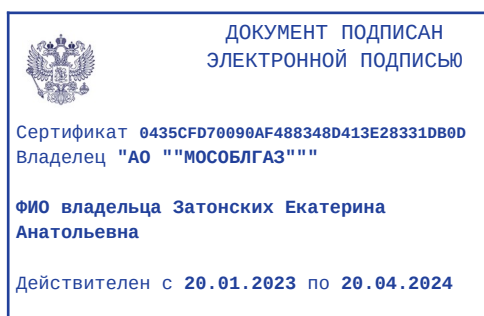 ДОКУМЕНТ ПОДПИСАН
ЭЛЕКТРОННОЙ ПОДПИСЬЮ
Сертификат 0435CFD70090AF488348D413E28331DB0D
Владелец "АО ""МОСОБЛГАЗ"""
ФИО владельца Затонских Екатерина
Анатольевна
Действителен с 20.01.2023 по 20.04.2024